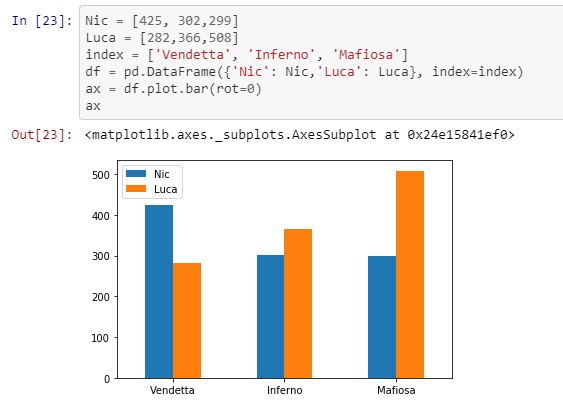 In [23]: Nic = [425, 302,299]
Luca = [282,366,508]
index = ['Vendetta', 'Inferno', 'Mafiosa']
df = pd.DataFrame({'Nic': Nic,'Luca': Luca}, index=index)
ax = df.plot.bar(rot=0)
ax
Out[23]: <matplotlib.axes._subplots.AxesSubplot at 0x24e15841ef0>
Nic
Luca
500
400
300
200
100
0
Vendetta Inferno Mafiosa